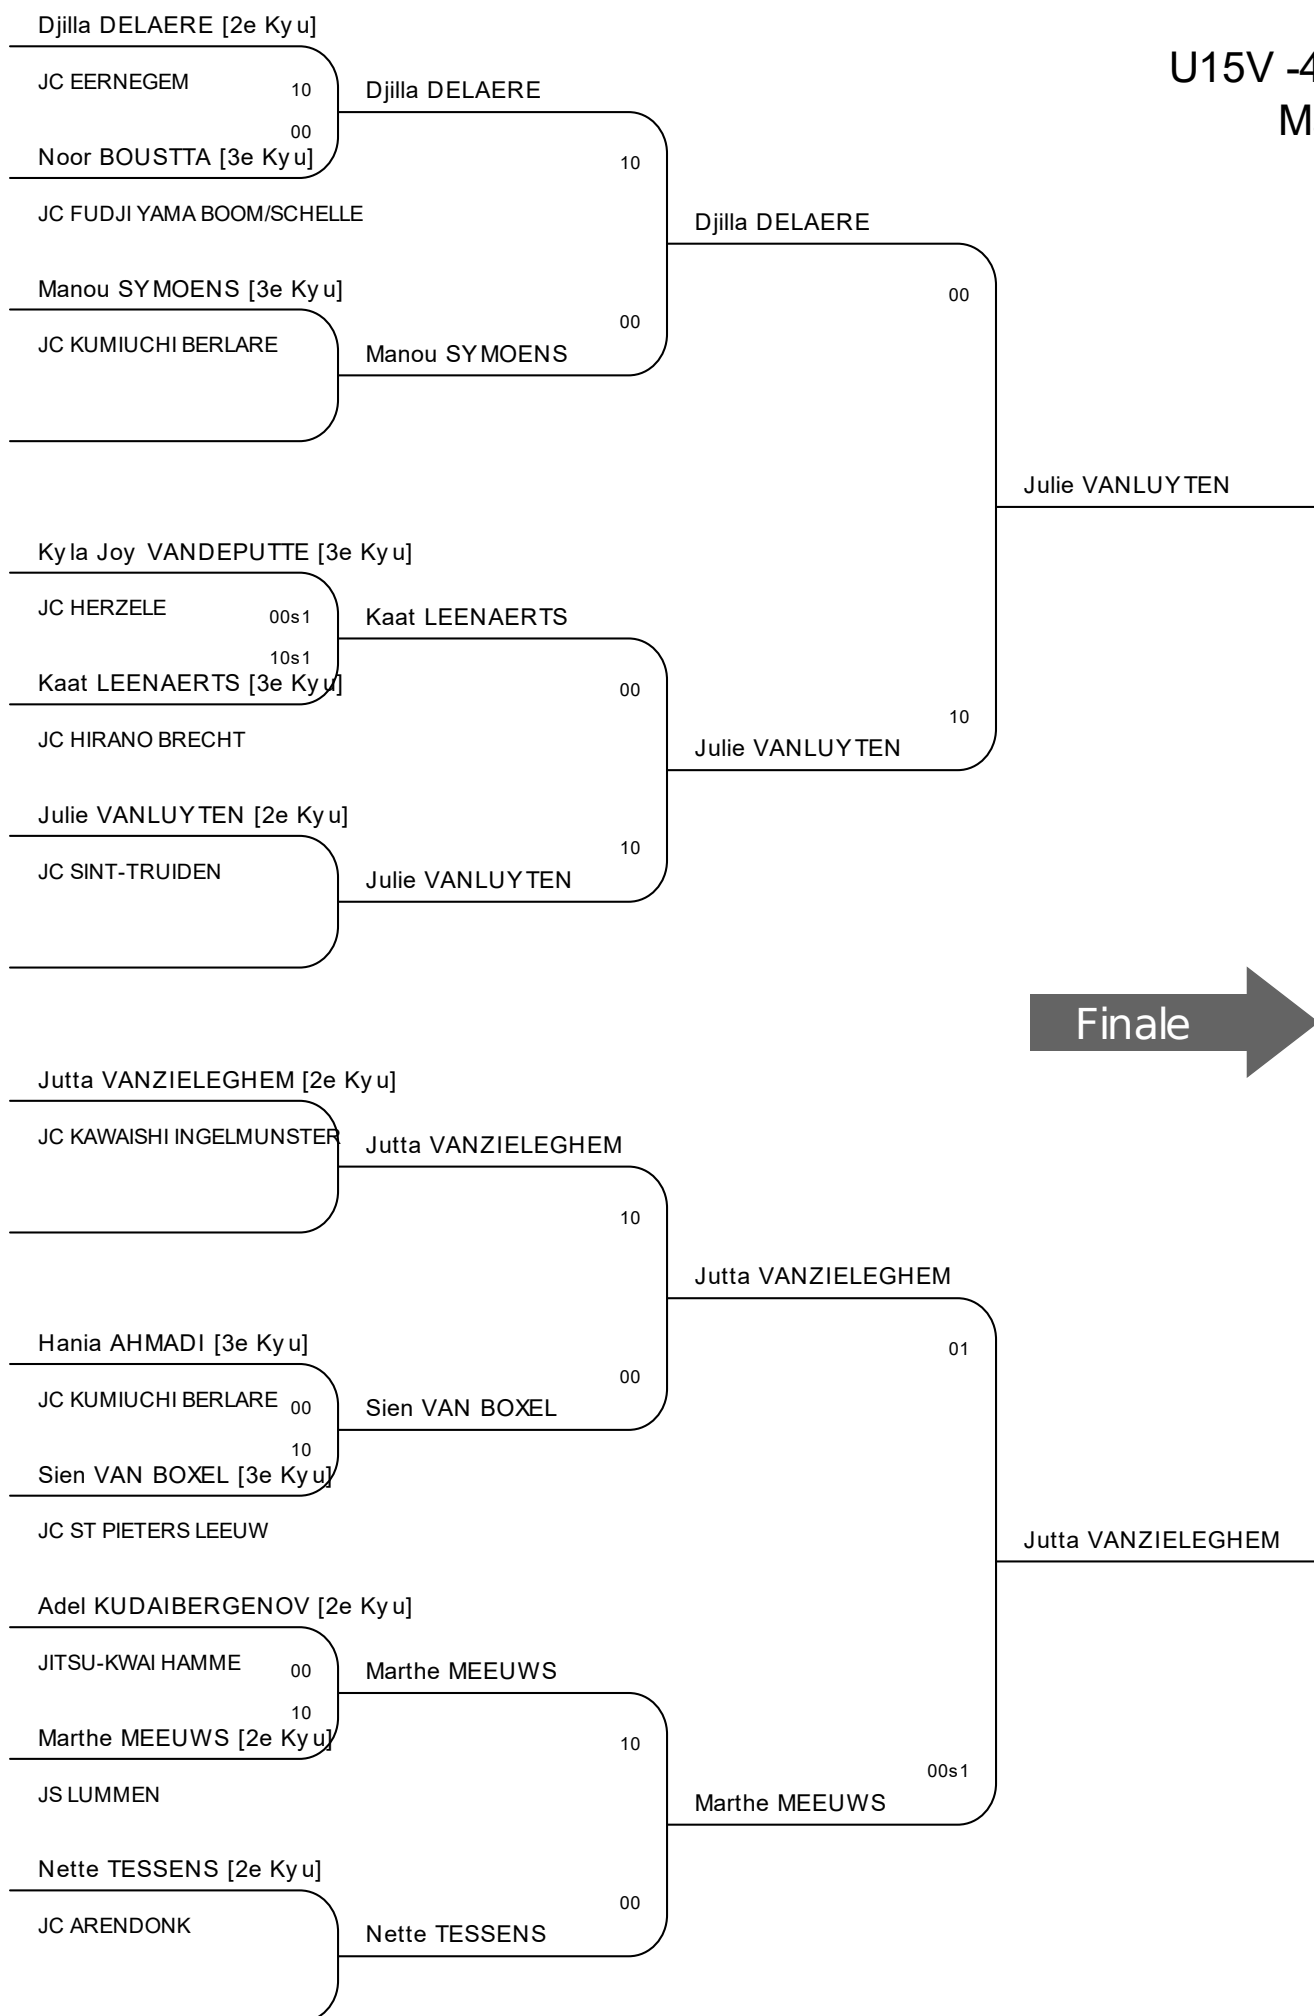 Djilla DELAERE [2e Kyu]
U15V -4
JC EERNEGEM
10
Djilla DELAERE
M
00
Noor BOUSTTA [3e Kyu]
10
JC FUDJI YAMA BOOM/SCHELLE
Djilla DELAERE
Manou SYMOENS [3e Kyu]
00
00
JC KUMIUCHI BERLARE
Manou SYMOENS
Julie VANLUYTEN
Kyla Joy VANDEPUTTE [3e Kyu]
JC HERZELE
00s1
Kaat LEENAERTS
10s1
Kaat LEENAERTS [3e Kyu]
00
10
JC HIRANO BRECHT
Julie VANLUYTEN
Julie VANLUYTEN [2e Kyu]
10
JC SINT-TRUIDEN
Julie VANLUYTEN
Finale
Jutta VANZIELEGHEM [2e Kyu]
JC KAWAISHI INGELMUNSTER
Jutta VANZIELEGHEM
10
Jutta VANZIELEGHEM
Hania AHMADI [3e Kyu]
01
00
JC KUMIUCHI BERLARE
00
Sien VAN BOXEL
10
Sien VAN BOXEL [3e Kyu]
JC ST PIETERS LEEUW
Jutta VANZIELEGHEM
Adel KUDAIBERGENOV [2e Kyu]
JITSU-KWAI HAMME
00
Marthe MEEUWS
10
Marthe MEEUWS [2e Kyu]
10
00s1
JS LUMMEN
Marthe MEEUWS
Nette TESSENS [2e Kyu]
00
JC ARENDONK
Nette TESSENS